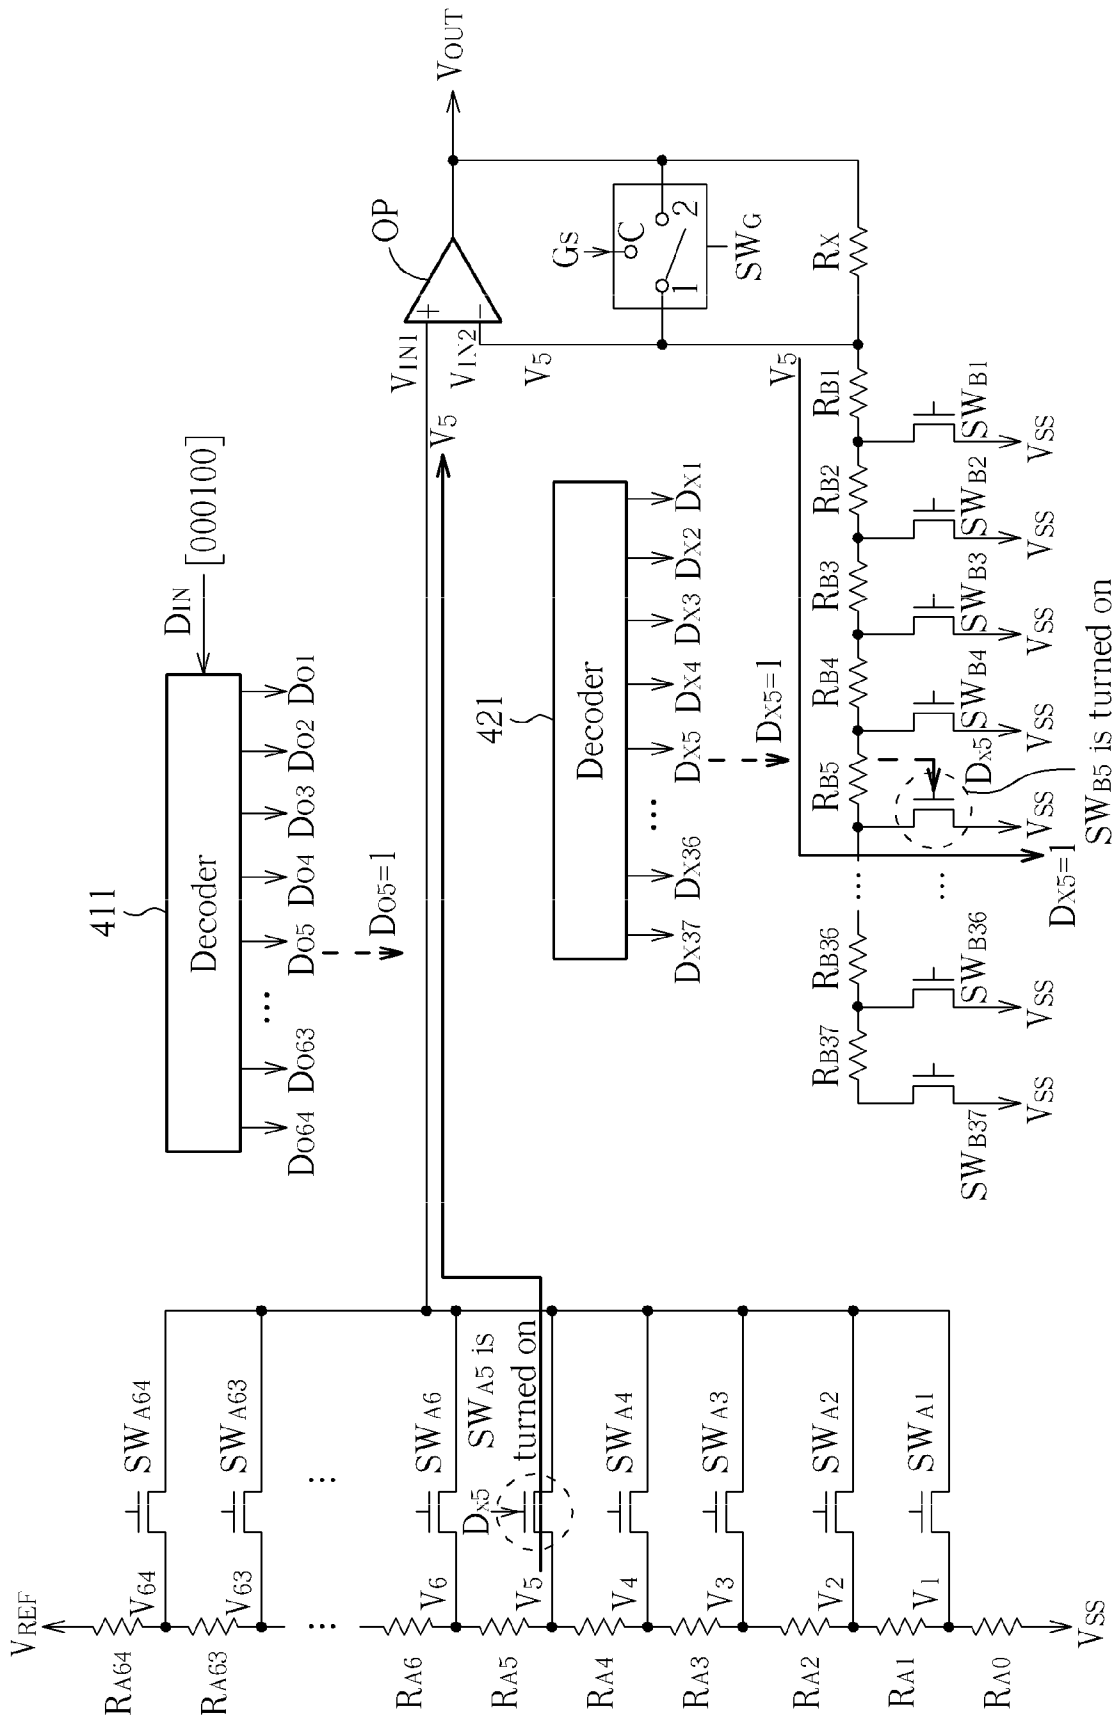 VREF
RA64
RA63
...
RA6
RA5
RA4
RA3
RA2
RA1
RA0
VSS
V64
V63
V6
V5
V4
V3
V2
V1
SWA64
SWA63
...
SWA6
SWA5 is
turned on
DX5
SWA4
SWA3
SWA2
SWA1
411
Decoder
DIN
[000100]
DO64
DO63
...
DO5
DO4
DO3
DO2
DO1
DO5=1
V5
421
Decoder
DX37
DX36
...
DX5
DX4
DX3
DX2
DX1
DX5=1
VIN1
VIN2
V5
+
−
OP
VOUT
GS
C
1
2
SWG
V5
RX
RB37
RB36
...
RB5
RB4
RB3
RB2
RB1
SWB37
SWB36
...
DX5
SWB4
SWB3
SWB2
SWB1
VSS
VSS
VSS
VSS
VSS
VSS
VSS
DX5=1
SWB5 is turned on